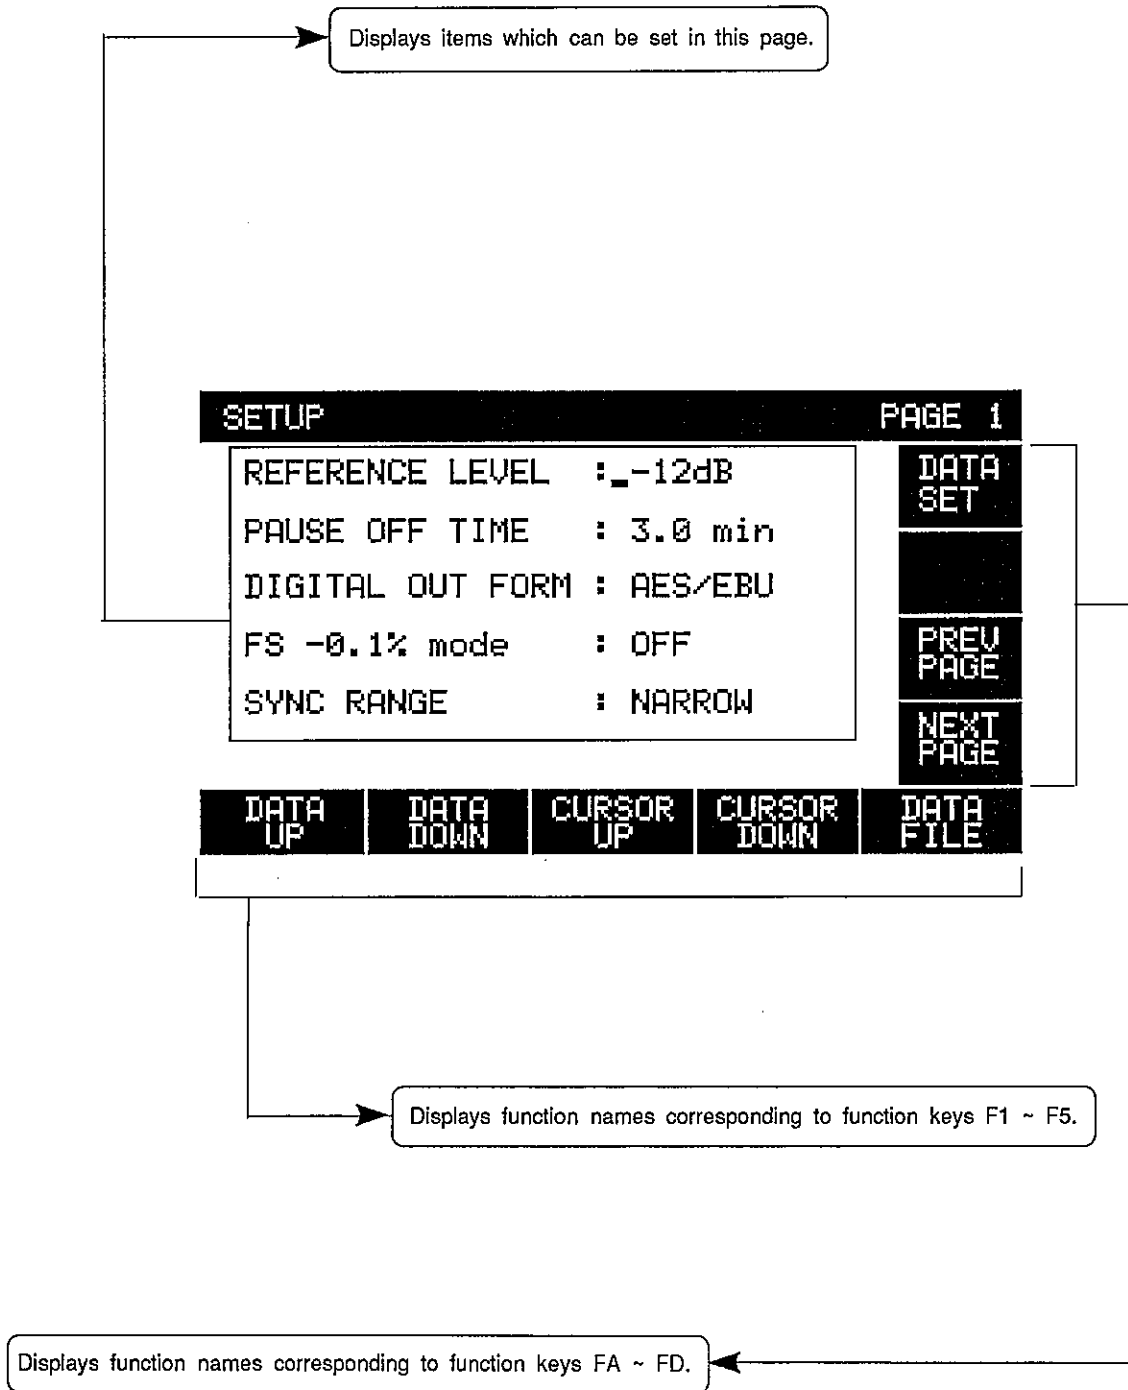 Displays items which can be set in this page.
SETUP PAGE 1
REFERENCE LEVEL :_-12dB
PAUSE OFF TIME : 3.0 min
DIGITAL OUT FORM : AES/EBU
FS -0.1% mode : OFF
SYNC RANGE : NARROW
DATA
SET
PREV
PAGE
NEXT
PAGE
DATA
UP
DATA
DOWN
CURSOR
UP
CURSOR
DOWN
DATA
FILE
Displays function names corresponding to function keys F1 ~ F5.
Displays function names corresponding to function keys FA ~ FD.